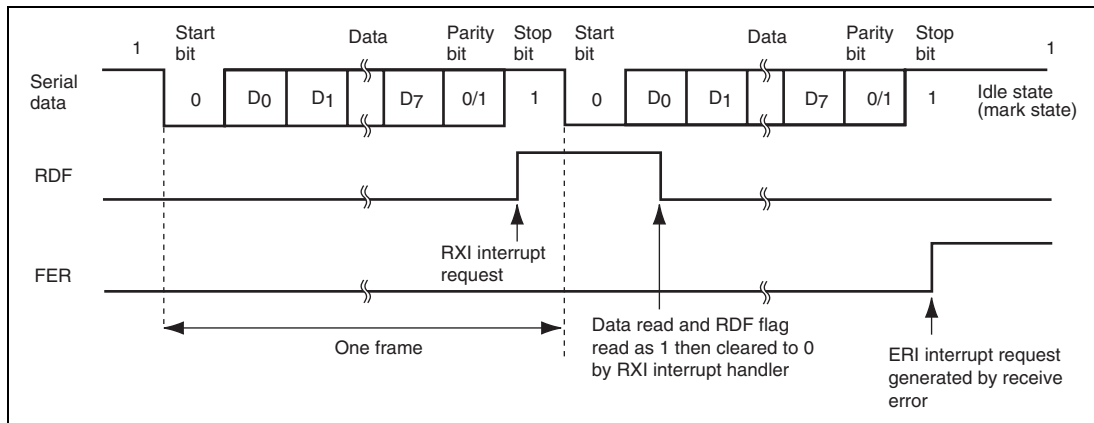 1 Start bit Data Parity bit Stop bit Start bit Data Parity bit Stop bit 1
Serial data
0 D0 D1 D7 0/1 1 0 D0 D1 D7 0/1 1 Idle state (mark state)
RDF
RXI interrupt
request
FER
Data read and RDF flag
read as 1 then cleared to 0
by RXI interrupt handler
One frame
ERI interrupt request
generated by receive
error